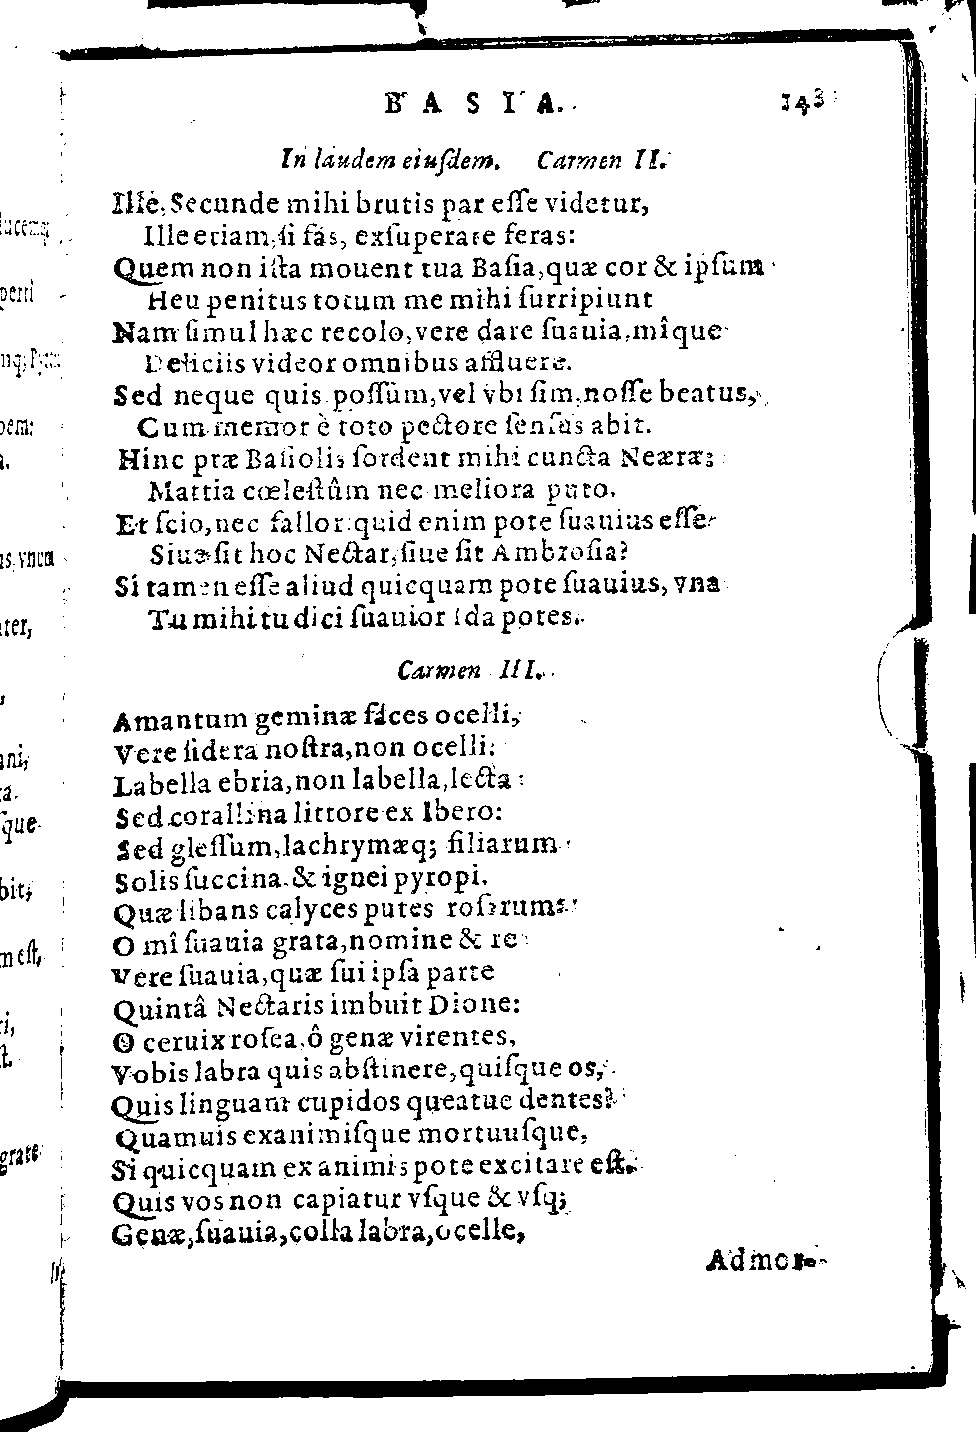 BASIA. 143
In laudem eiuſdem. Carmen II.
Ille, Secunde mihi brutis par eſſe videtur,
Ille etiam, ſi fas, exſuperare feras:
Quem non iſta mouent tua Baſia, quæ cor & ipſum
Heu penitus totum me mihi ſurripiunt
Nam ſimul hæc recolo, vere dare ſuauia, mîque
Deliciis videor omnibus affluere.
Sed neque quis poſſum, vel vbi ſim, noſſe beatus,
Cum memor è toto pectore ſenſus abit.
Hinc præ Baſiolis ſordent mihi cuncta Neæræ;
Mattia cœleſtûm nec meliora puto.
Et ſcio, nec fallor: quid enim pote ſuauius eſſe
Siue ſit hoc Nectar, ſiue ſit Ambroſia?
Si tamen eſſe aliud quicquam pote ſuauius, vna
Tu mihi tu dici ſuauior Ida potes.
Carmen III.
Amantum geminæ faces ocelli,
Vere ſidera noſtra, non ocelli:
Labella ebria, non labella, lecta:
Sed corallina littore ex Ibero:
Sed gleſſum, lachrymæq; filiarum
Solis ſuccina & ignei pyropi.
Quæ libans calyces putes roſarum:
O mî ſuauia grata, nomine & re
Vere ſuauia, quæ ſui ipſa parte
Quintâ Nectaris imbuit Dione:
O ceruix roſea, ô genæ virentes,
Vobis labra quis abſtinere, quiſque os,
Quis linguam cupidos queatue dentes?
Quamuis exanimiſque mortuuſque,
Si quicquam ex animis pote excitare eſt.
Quis vos non capiatur vſque & vſq;
Genæ, ſuauia, colla labra, ocelle,
Admor-